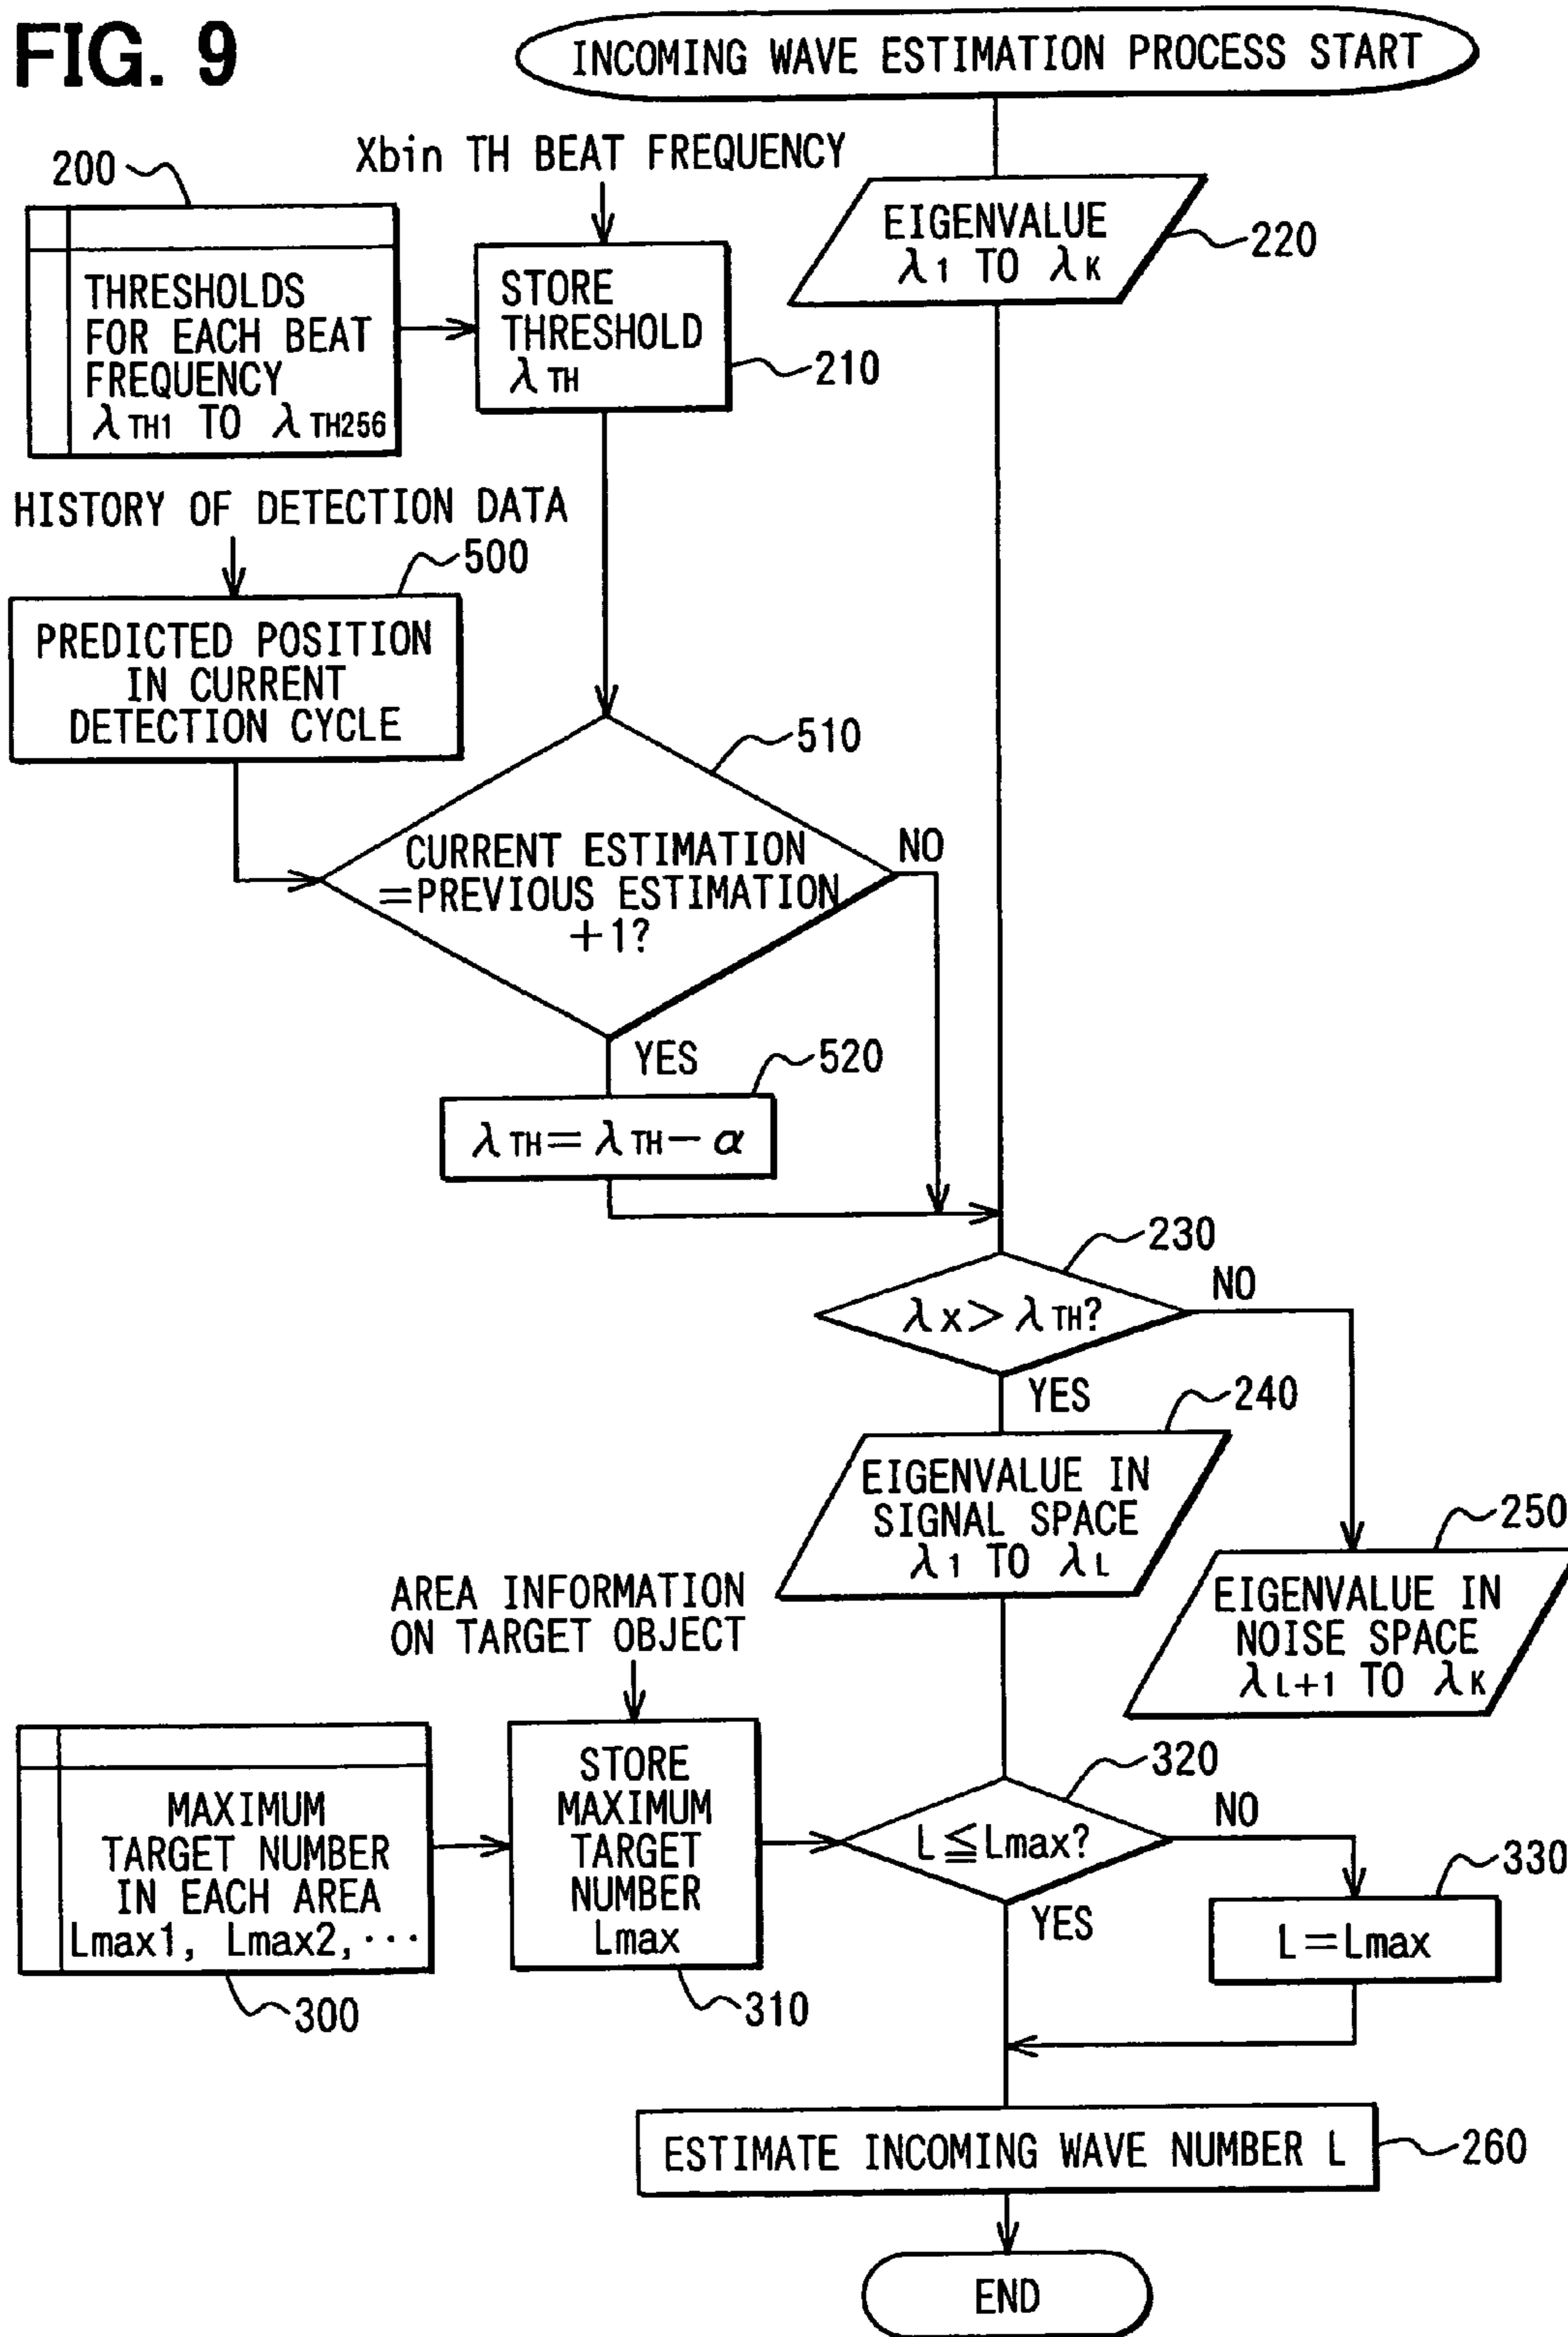 FIG. 9
INCOMING WAVE ESTIMATION PROCESS START
Xbin TH BEAT FREQUENCY
200
THRESHOLDS
FOR EACH BEAT
FREQUENCY
λTH1 TO λTH256
STORE
THRESHOLD
λTH
210
EIGENVALUE
λ1 TO λK
220
HISTORY OF DETECTION DATA
500
PREDICTED POSITION
IN CURRENT
DETECTION CYCLE
510
CURRENT ESTIMATION
=PREVIOUS ESTIMATION
+1?
NO
YES
520
λTH=λTH-α
230
λX>λTH?
NO
YES
240
EIGENVALUE IN
SIGNAL SPACE
λ1 TO λL
250
EIGENVALUE IN
NOISE SPACE
λL+1 TO λK
AREA INFORMATION
ON TARGET OBJECT
MAXIMUM
TARGET NUMBER
IN EACH AREA
Lmax1, Lmax2,···
300
STORE
MAXIMUM
TARGET
NUMBER
Lmax
310
320
L≦Lmax?
NO
YES
330
L=Lmax
ESTIMATE INCOMING WAVE NUMBER L
260
END